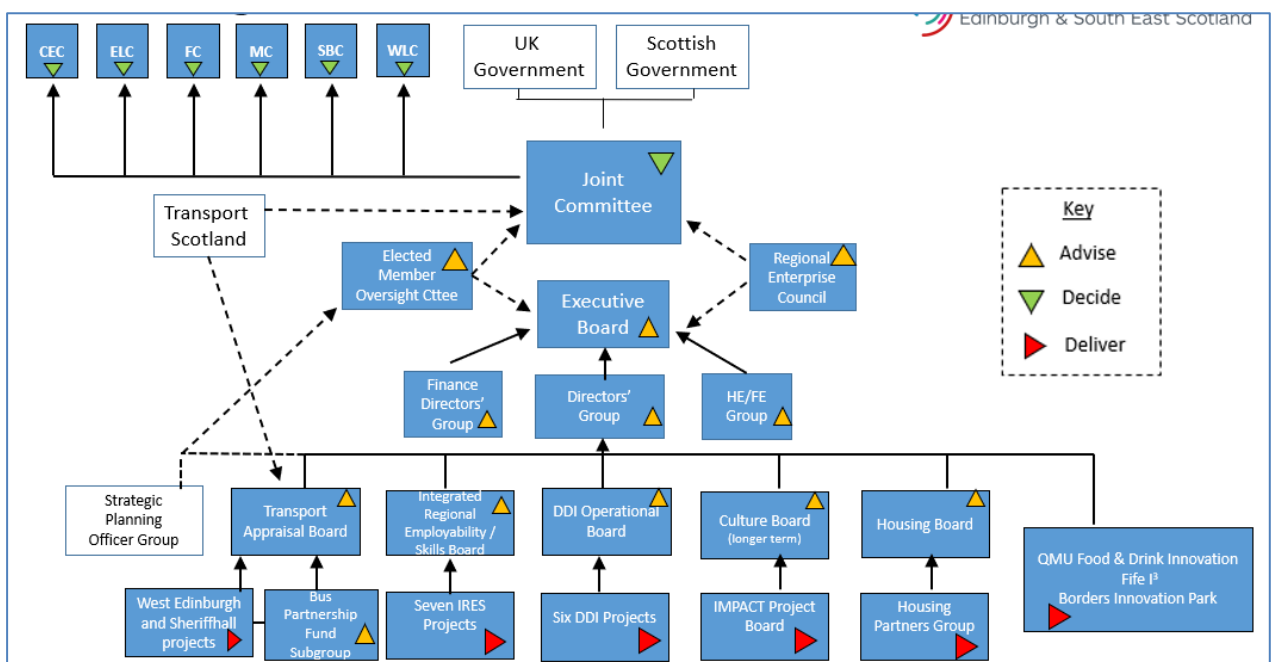 Edinburgh & South East Scotland
CEC
ELC
FC
MC
SBC
WLC
UK
Government
Scottish
Government
Joint
Committee
Transport
Scotland
Elected
Member
Oversight Cttee
Regional
Enterprise
Council
Executive
Board
Key
Advise
Decide
Deliver
Finance
Directors'
Group
Directors'
Group
HE/FE
Group
Strategic
Planning
Officer Group
Transport
Appraisal Board
Integrated
Regional
Employability /
Skills Board
DDI Operational
Board
Culture Board
(longer term)
Housing Board
QMU Food & Drink Innovation
Fife I³
Borders Innovation Park
West Edinburgh
and Sheriffhall
projects
Bus
Partnership
Fund
Subgroup
Seven IRES
Projects
Six DDI Projects
IMPACT Project
Board
Housing
Partners Group